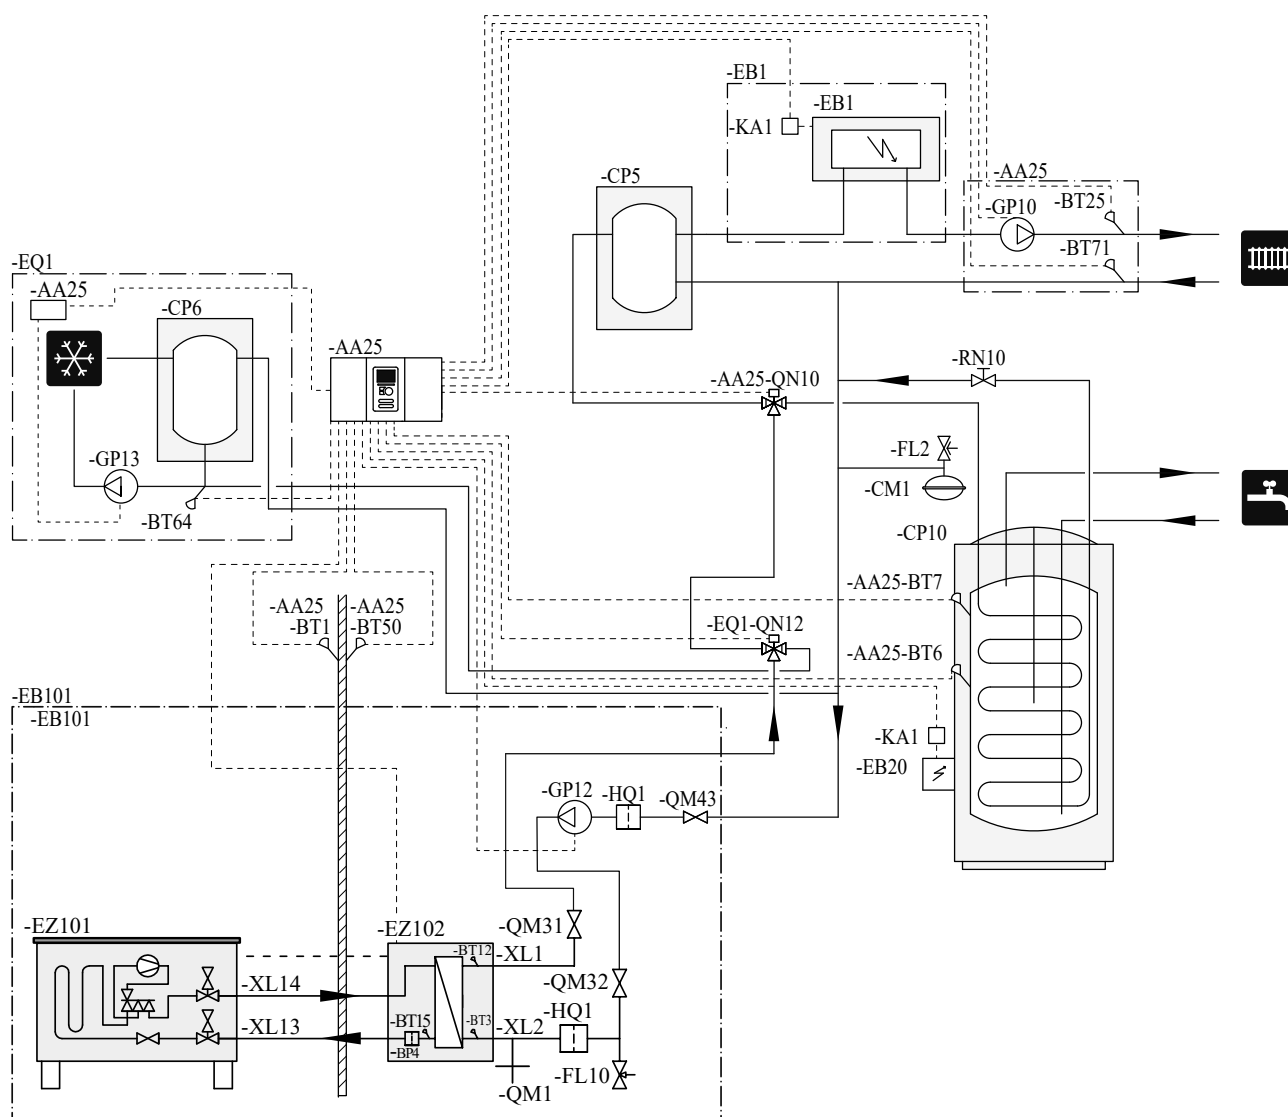 -EB1
-EB1
-KA1
-CP5
-AA25
-GP10
-BT25
-BT71
-EQ1
-AA25
-CP6
-AA25
-RN10
-AA25-QN10
-GP13
-FL2
-CM1
-BT64
-CP10
-AA25-BT7
-AA25
-BT1
-AA25
-BT50
-EQ1-QN12
-AA25-BT6
-EB101
-EB101
-KA1
-EB20
-GP12
-HQ1
-QM43
-EZ101
-EZ102
-QM31
-BT12
-XL1
-XL14
-QM32
-HQ1
-XL13
-BT15
-BT3
-XL2
-BP4
-FL10
-QM1